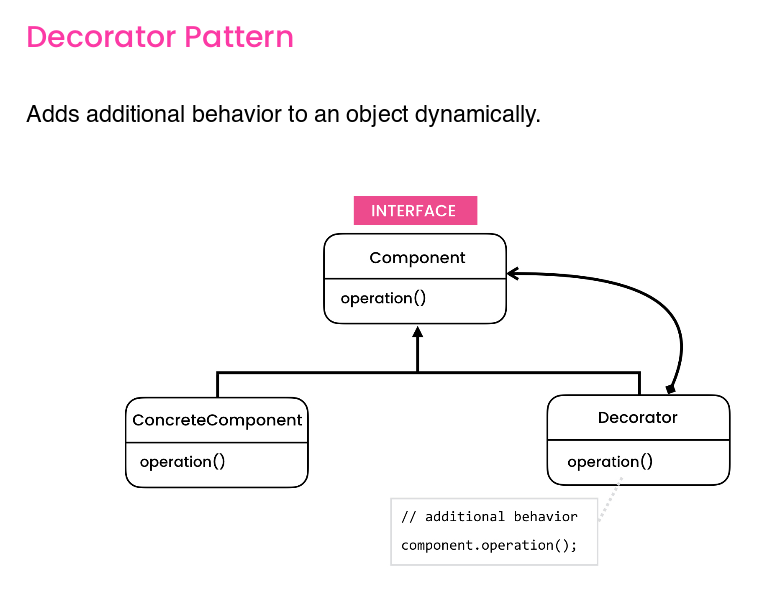 Decorator Pattern
Adds additional behavior to an object dynamically.
INTERFACE
Component
operation()
ConcreteComponent
operation()
Decorator
operation()
// additional behavior
component.operation();